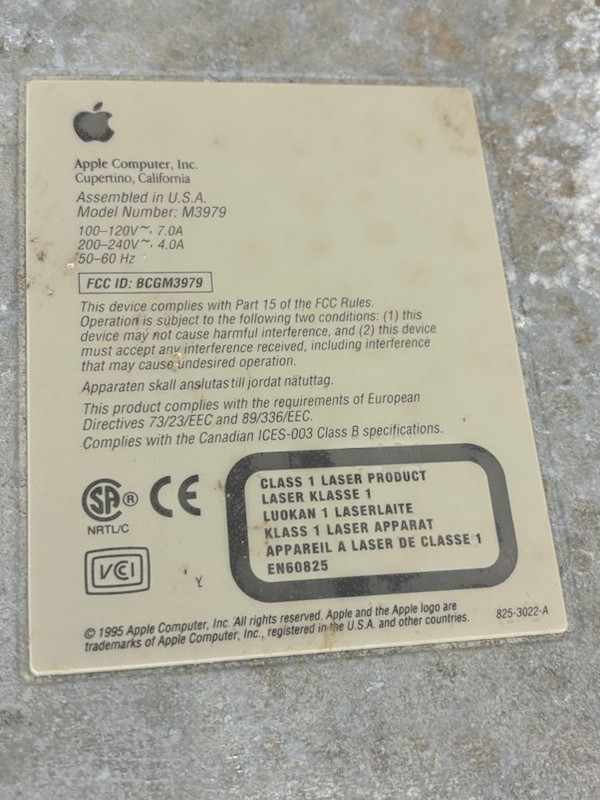 Apple Computer, Inc.
Cupertino, California
Assembled in U.S.A.
Model Number: M3979
100–120V~, 7.0A
200–240V~, 4.0A
50–60 Hz
FCC ID: BCGM3979
This device complies with Part 15 of the FCC Rules.
Operation is subject to the following two conditions: (1) this
device may not cause harmful interference, and (2) this device
must accept any interference received, including interference
that may cause undesired operation.
Apparaten skall anslutas till jordat nätuttag.
This product complies with the requirements of European
Directives 73/23/EEC and 89/336/EEC.
Complies with the Canadian ICES-003 Class B specifications.
SA ® CE
NRTL/C
VCI
Y
CLASS 1 LASER PRODUCT
LASER KLASSE 1
LUOKAN 1 LASERLAITE
KLASS 1 LASER APPARAT
APPAREIL A LASER DE CLASSE 1
EN60825
© 1995 Apple Computer, Inc. All rights reserved. Apple and the Apple logo are
trademarks of Apple Computer, Inc., registered in the U.S.A. and other countries.
825-3022-A